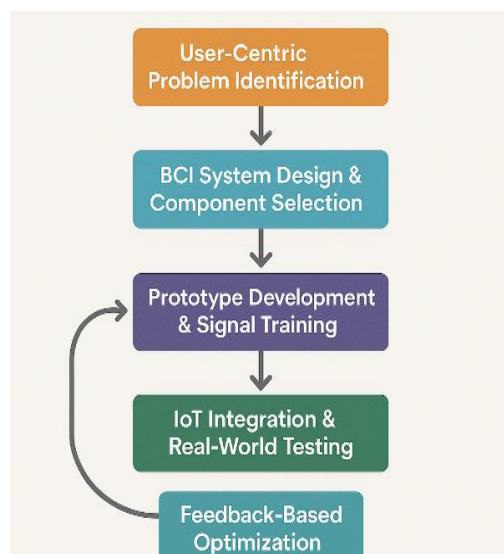 User-Centric
Problem Identification
BCI System Design &
Component Selection
Prototype Development
& Signal Training
IoT Integration &
Real-World Testing
Feedback-Based
Optimization